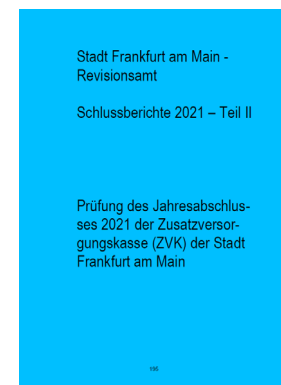 Stadt Frankfurt am Main -
Revisionsamt
Schlussberichte 2021 – Teil II
Prüfung des Jahresabschlus-
ses 2021 der Zusatzversor-
gungskasse (ZVK) der Stadt
Frankfurt am Main